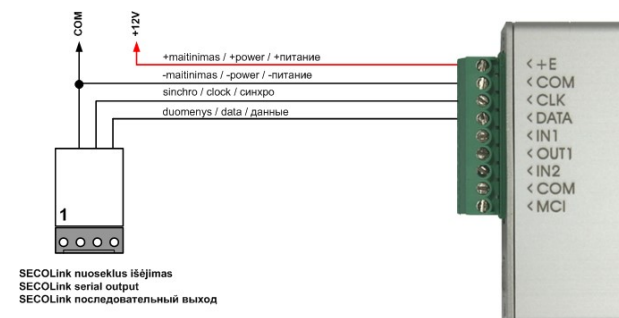 COM
+12V
+maitinimas / +power / +питание
-maitinimas / -power / -питание
sinchro / clock / синхро
duomenys / data / данные
< +E
< COM
< CLK
< DATA
< IN1
< OUT1
< IN2
< COM
< MCI
1
SECOLink nuoseklus išėjimas
SECOLink serial output
SECOLink последовательный выход